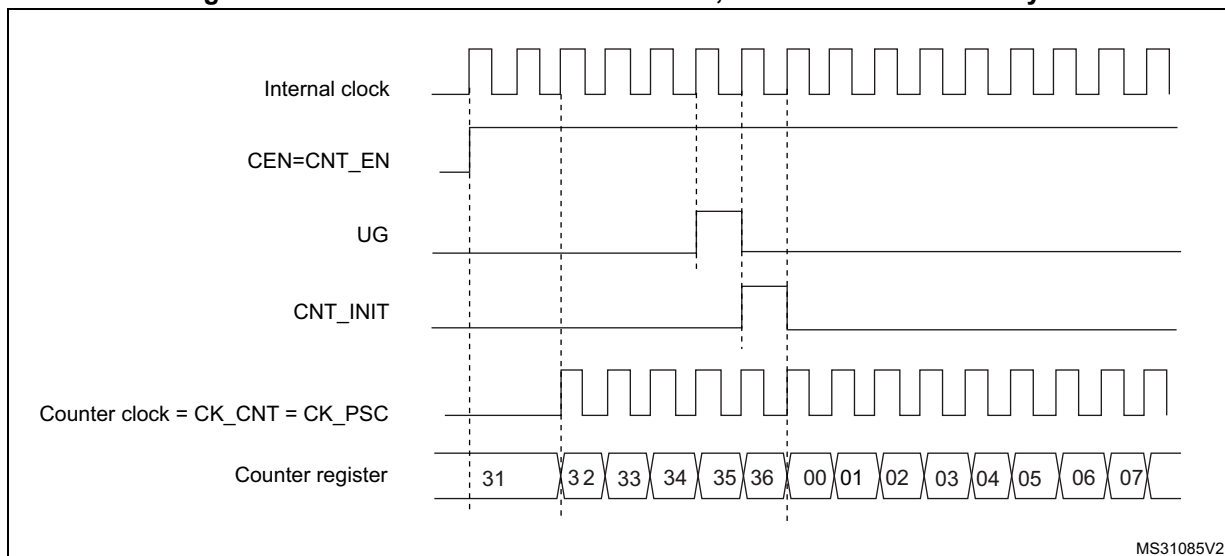 Internal clock
CEN=CNT_EN
UG
CNT_INIT
Counter clock = CK_CNT = CK_PSC
Counter register 31 32 33 34 35 36 00 01 02 03 04 05 06 07
MS31085V2